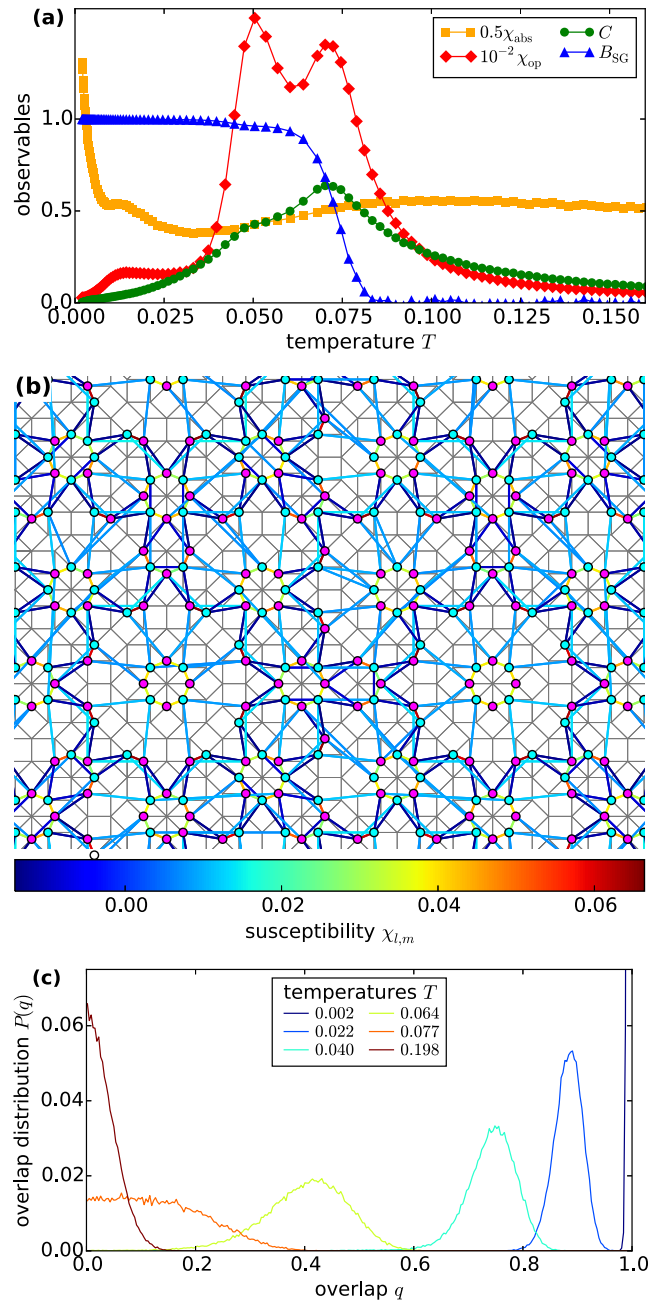 (a)
0.5χabs
10⁻² χop
C
BSG
observables
1.0
0.5
0.0
0.000 0.025 0.050 0.075 0.100 0.125 0.150
temperature T
(b)
0.00 0.02 0.04 0.06
susceptibility χl,m
(c)
overlap distribution P(q)
temperatures T
0.002 0.064
0.022 0.077
0.040 0.198
0.06
0.04
0.02
0.00
0.0 0.2 0.4 0.6 0.8 1.0
overlap q